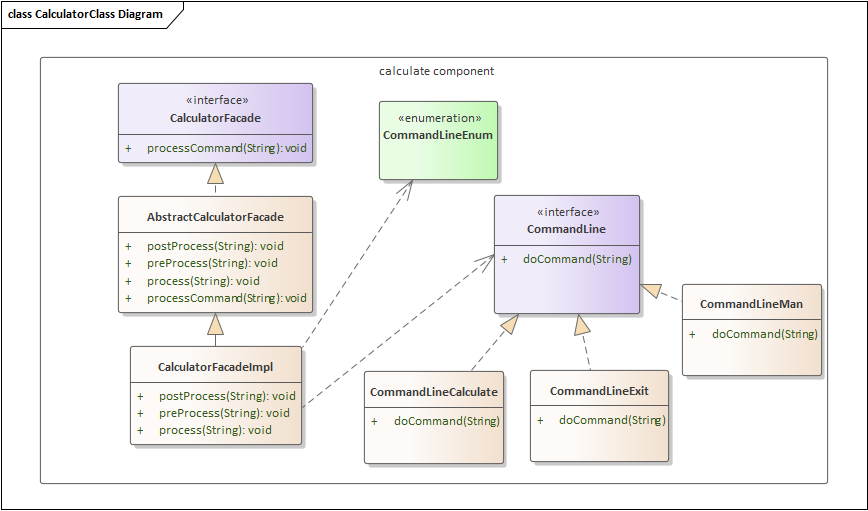 class CalculatorClass Diagram
calculate component
«interface»
CalculatorFacade
+ processCommand(String): void
«enumeration»
CommandLineEnum
AbstractCalculatorFacade
+ postProcess(String): void
+ preProcess(String): void
+ process(String): void
+ processCommand(String): void
«interface»
CommandLine
+ doCommand(String)
CommandLineMan
+ doCommand(String)
CalculatorFacadeImpl
+ postProcess(String): void
+ preProcess(String): void
+ process(String): void
CommandLineCalculate
+ doCommand(String)
CommandLineExit
+ doCommand(String)